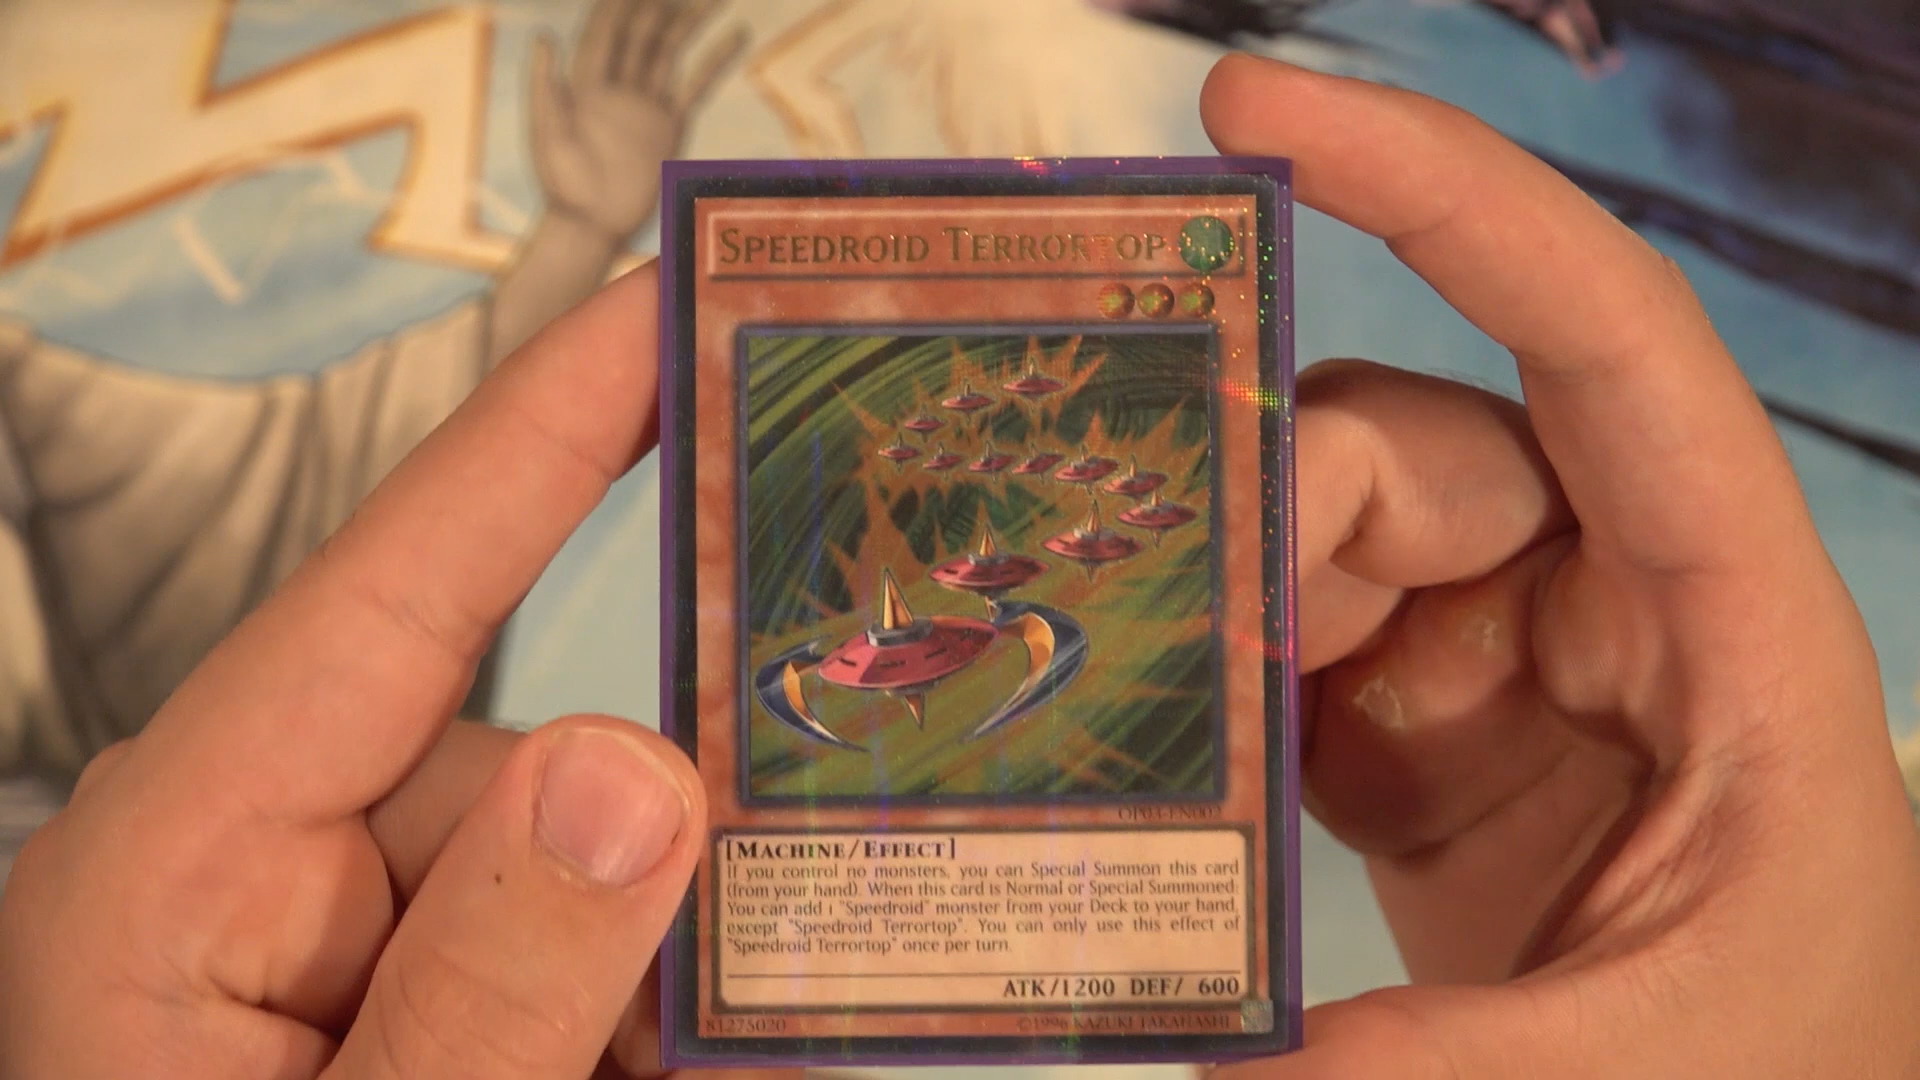 SPEEDROID TERRORTOP
OP03-EN002
[MACHINE/EFFECT]
If you control no monsters, you can Special Summon this card
(from your hand). When this card is Normal or Special Summoned:
You can add 1 "Speedroid" monster from your Deck to your hand,
except "Speedroid Terrortop". You can only use this effect of
"Speedroid Terrortop" once per turn.
ATK/1200 DEF/ 600
81275020
©1996 KAZUKI TAKAHASHI